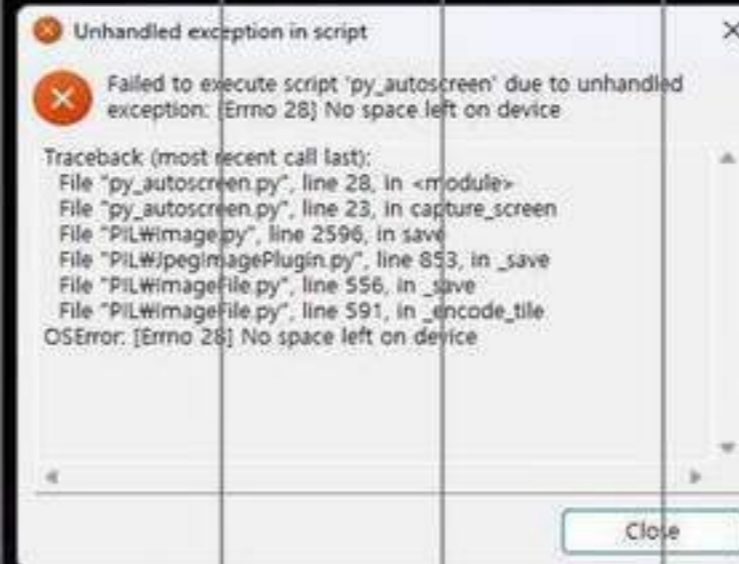 Unhandled exception in script
Failed to execute script 'py_autoscreen' due to unhandled
exception: [Errno 28] No space left on device
Traceback (most recent call last):
File "py_autoscreen.py", line 28, in <module>
File "py_autoscreen.py", line 23, in capture_screen
File "PIL₩Image.py", line 2596, in save
File "PIL₩JpegImagePlugin.py", line 853, in _save
File "PIL₩ImageFile.py", line 556, in _save
File "PIL₩ImageFile.py", line 591, in _encode_tile
OSError: [Errno 28] No space left on device
Close